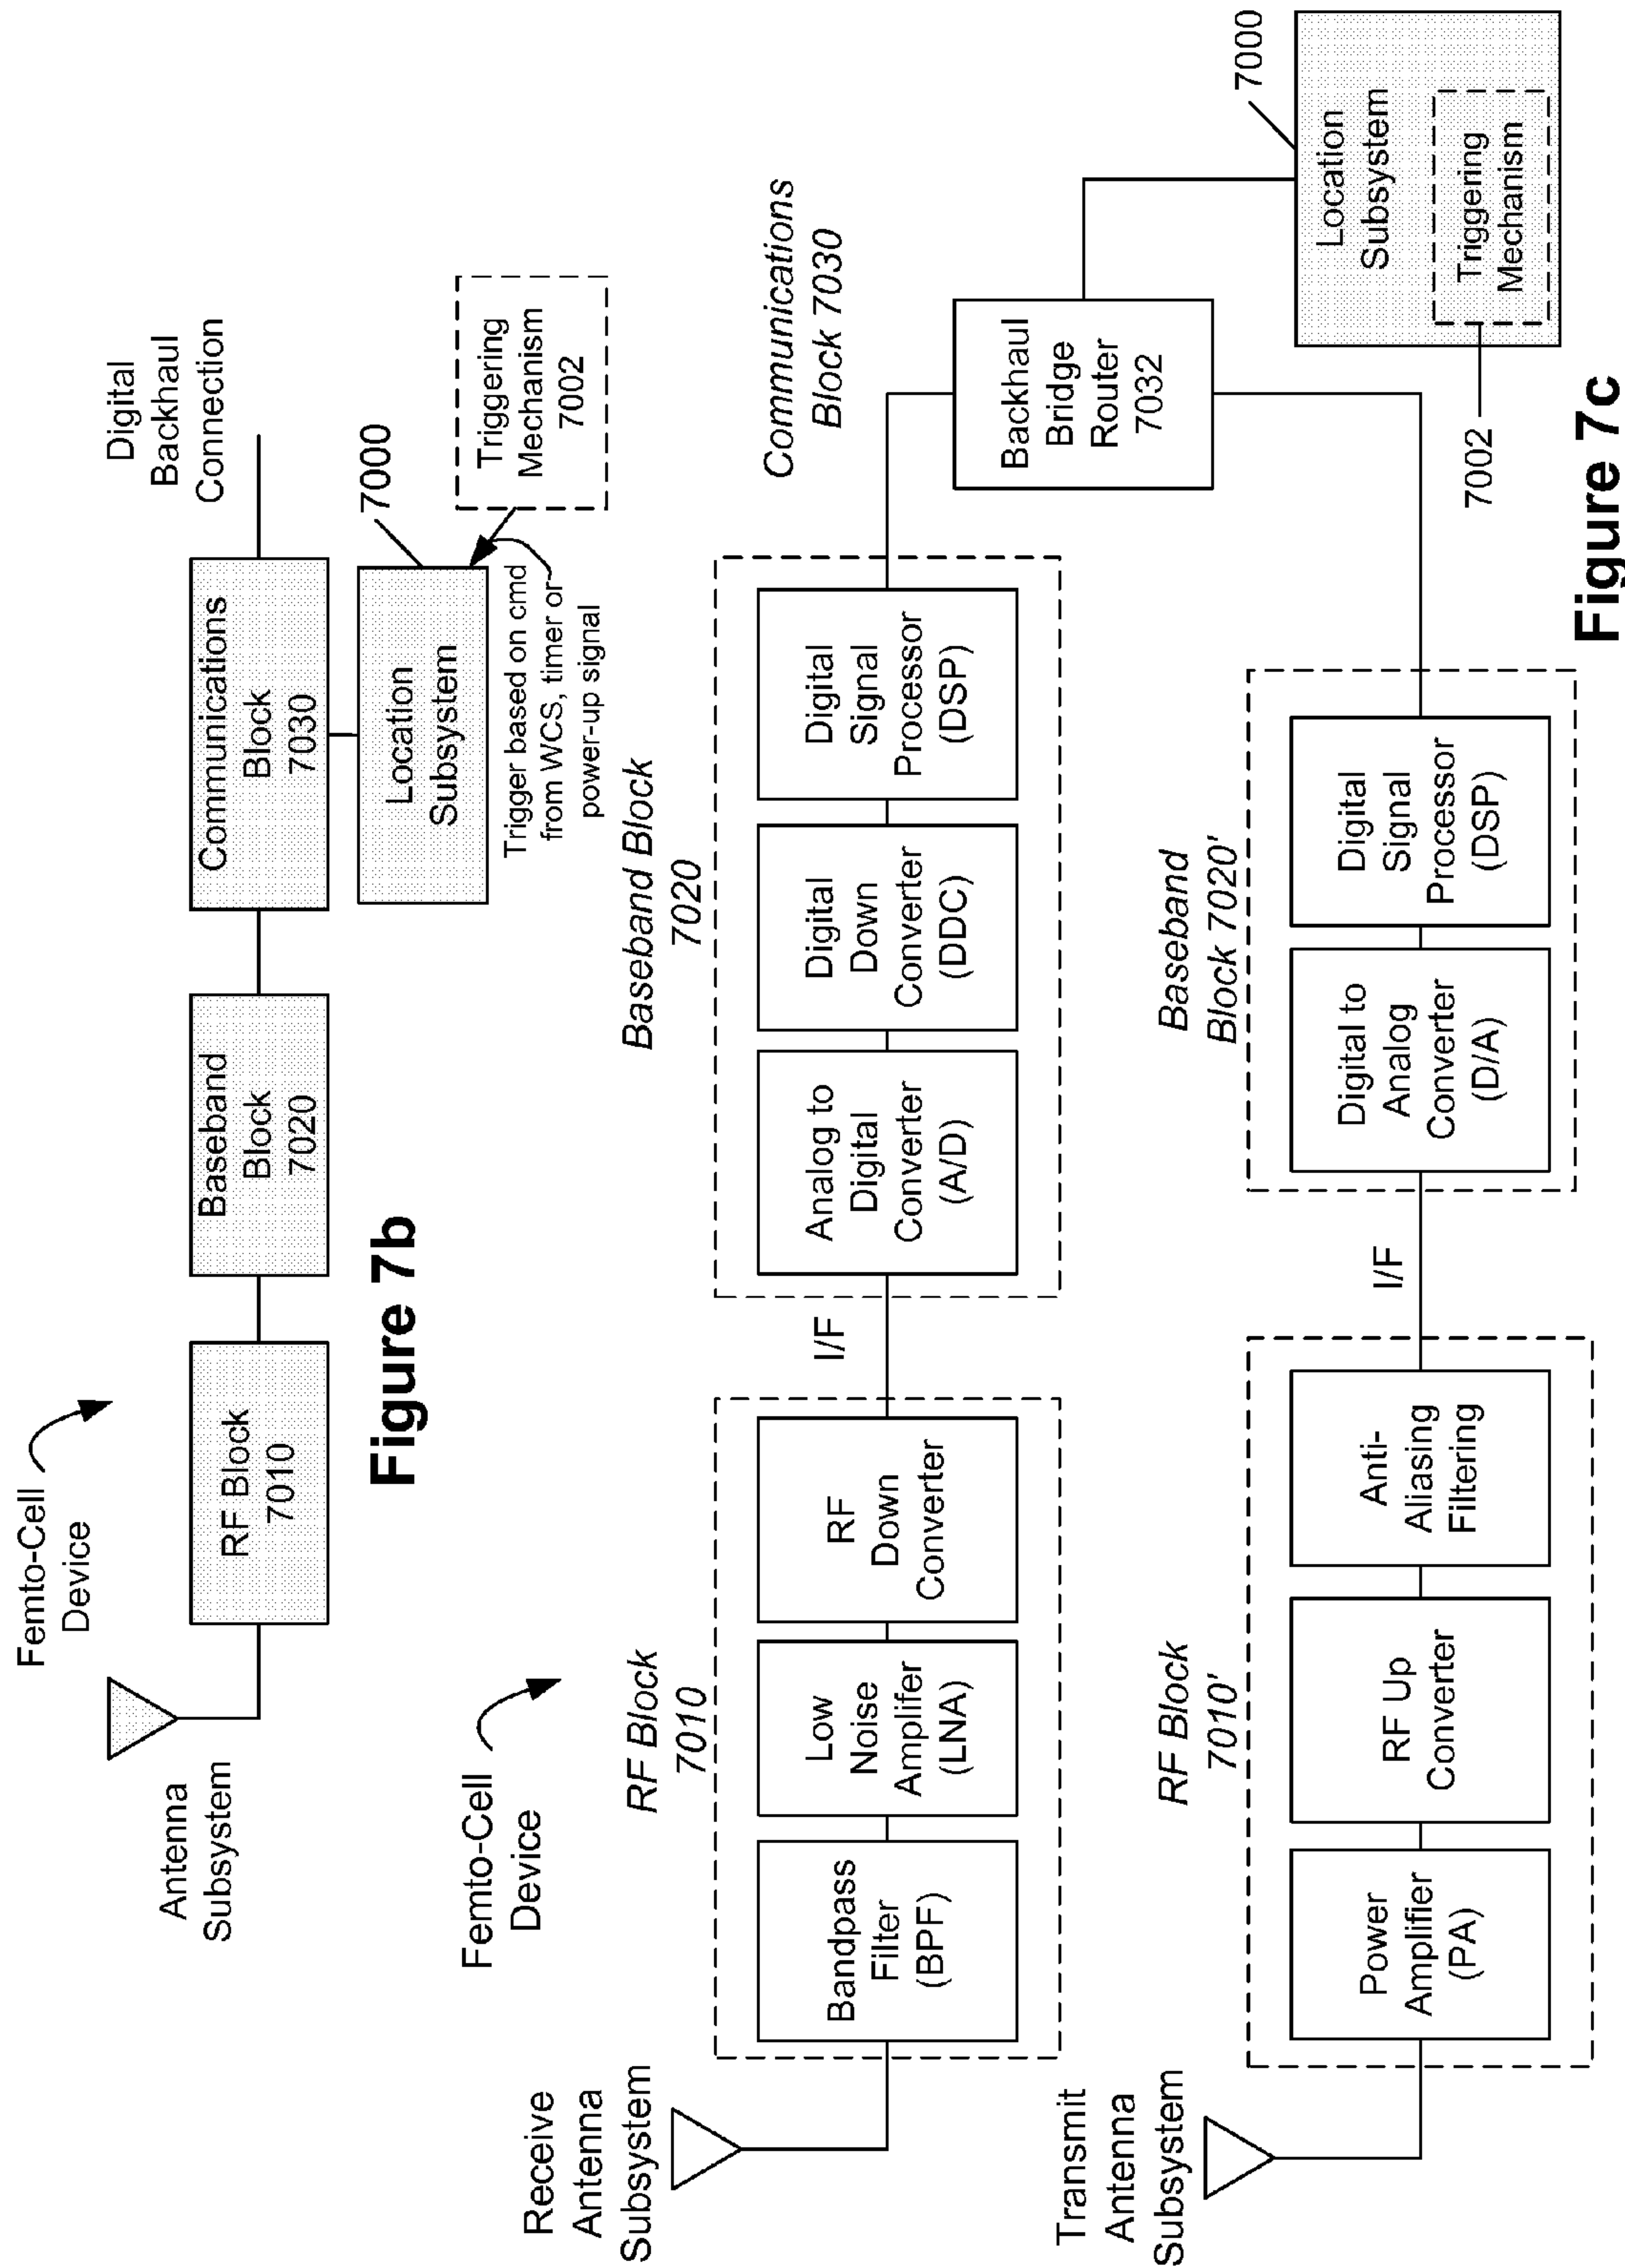 Femto-Cell
Device
Antenna
Subsystem
RF Block
7010
Baseband
Block
7020
Communications
Block
7030
Digital
Backhaul
Connection
Location
Subsystem
7000
Triggering
Mechanism
7002
Trigger based on cmd
from WCS, timer or
power-up signal
Figure 7b
Femto-Cell
Device
Receive
Antenna
Subsystem
RF Block
7010
Bandpass
Filter
(BPF)
Low
Noise
Amplifer
(LNA)
RF
Down
Converter
I/F
Baseband Block
7020
Analog to
Digital
Converter
(A/D)
Digital
Down
Converter
(DDC)
Digital
Signal
Processor
(DSP)
Communications
Block 7030
Backhaul
Bridge
Router
7032
Transmit
Antenna
Subsystem
RF Block
7010'
Power
Amplifier
(PA)
RF Up
Converter
Anti-
Aliasing
Filtering
I/F
Baseband
Block 7020'
Digital to
Analog
Converter
(D/A)
Digital
Signal
Processor
(DSP)
7000
Location
Subsystem
Triggering
Mechanism
7002
Figure 7c